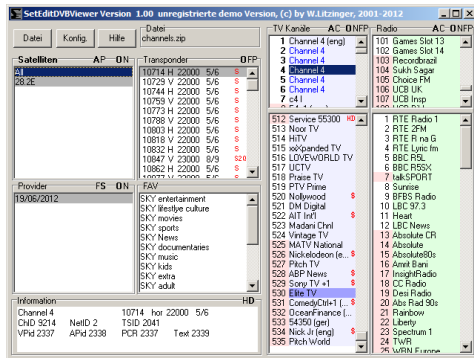 SetEditDVBViewer Version 1.00 unregistrierte demo Version, (c) by W.Litzinger, 2001-2012
Datei Konfig. Hilfe
Datei
channels.zip
Satelliten AP ON
All
28.2E
Transponder OFP
10714 H 22000 5/6 S
10729 V 22000 5/6 S
10744 H 22000 5/6 S
10759 V 22000 5/6 S
10773 H 22000 5/6 S
10788 V 22000 5/6 S
10803 H 22000 5/6 S
10818 V 22000 5/6 S
10832 H 22000 5/6 S
10847 V 23000 8/9 S20
10862 H 22000 5/6 S
10877 V 22000 5/6 S
Provider FS ON
19/06/2012
FAV
SKY entertainment
SKY lifestlye culture
SKY movies
SKY sports
SKY News
SKY documentaries
SKY music
SKY kids
SKY extra
SKY adult
Information HD
Channel 4 10714 hor 22000 5/6
ChID 9214 NetID 2 TSID 2041
VPid 2337 APid 2338 PCR 2337 Text 2339
TV Kanäle AC ONFP
1 Channel 4 (eng)
2 Channel 4
3 Channel 4
4 Channel 4
5 Channel 4
6 Channel 4
7 c4 l
512 Service 55300 HD
513 Noor TV
514 HiTV
515 xxXpanded TV
516 LOVEWORLD TV
517 UCTV
518 Praise TV
519 PTV Prime
520 Nollywood $
521 DM Digital
522 AIT Int'l $
523 Madani Chnl
524 Vintage TV
525 MATV National
526 Nickelodeon (e... $
527 Pitch TV
528 ABP News $
529 Sony TV +1 $
530 Elite TV
531 ComedyCtrl+1 (... $
532 OceanFinance (...
533 54350 (ger)
534 Nick Jr (eng) $
535 Pitch World
Radio AC ONFP
101 Games Slot 13
102 Games Slot 14
103 Recordbrazil
104 Sukh Sagar
105 Choice FM
106 UCB UK
107 UCB Insp
1 RTE Radio 1
2 RTE 2FM
3 RTE R na G
4 RTE Lyric fm
5 BBC R5L
6 BBC R5SX
7 talkSPORT
8 Sunrise
9 BFBS Radio
10 LBC 97.3
11 Heart
12 LBC News
13 Absolute CR
14 Absolute
15 Absolute80s
16 Amrit Bani
17 InsightRadio
18 CC Radio
19 Desi Radio
20 Abs Rad 90s
21 Rainbow
22 Liberty
23 Spectrum 1
24 TWR
25 WRN Europe